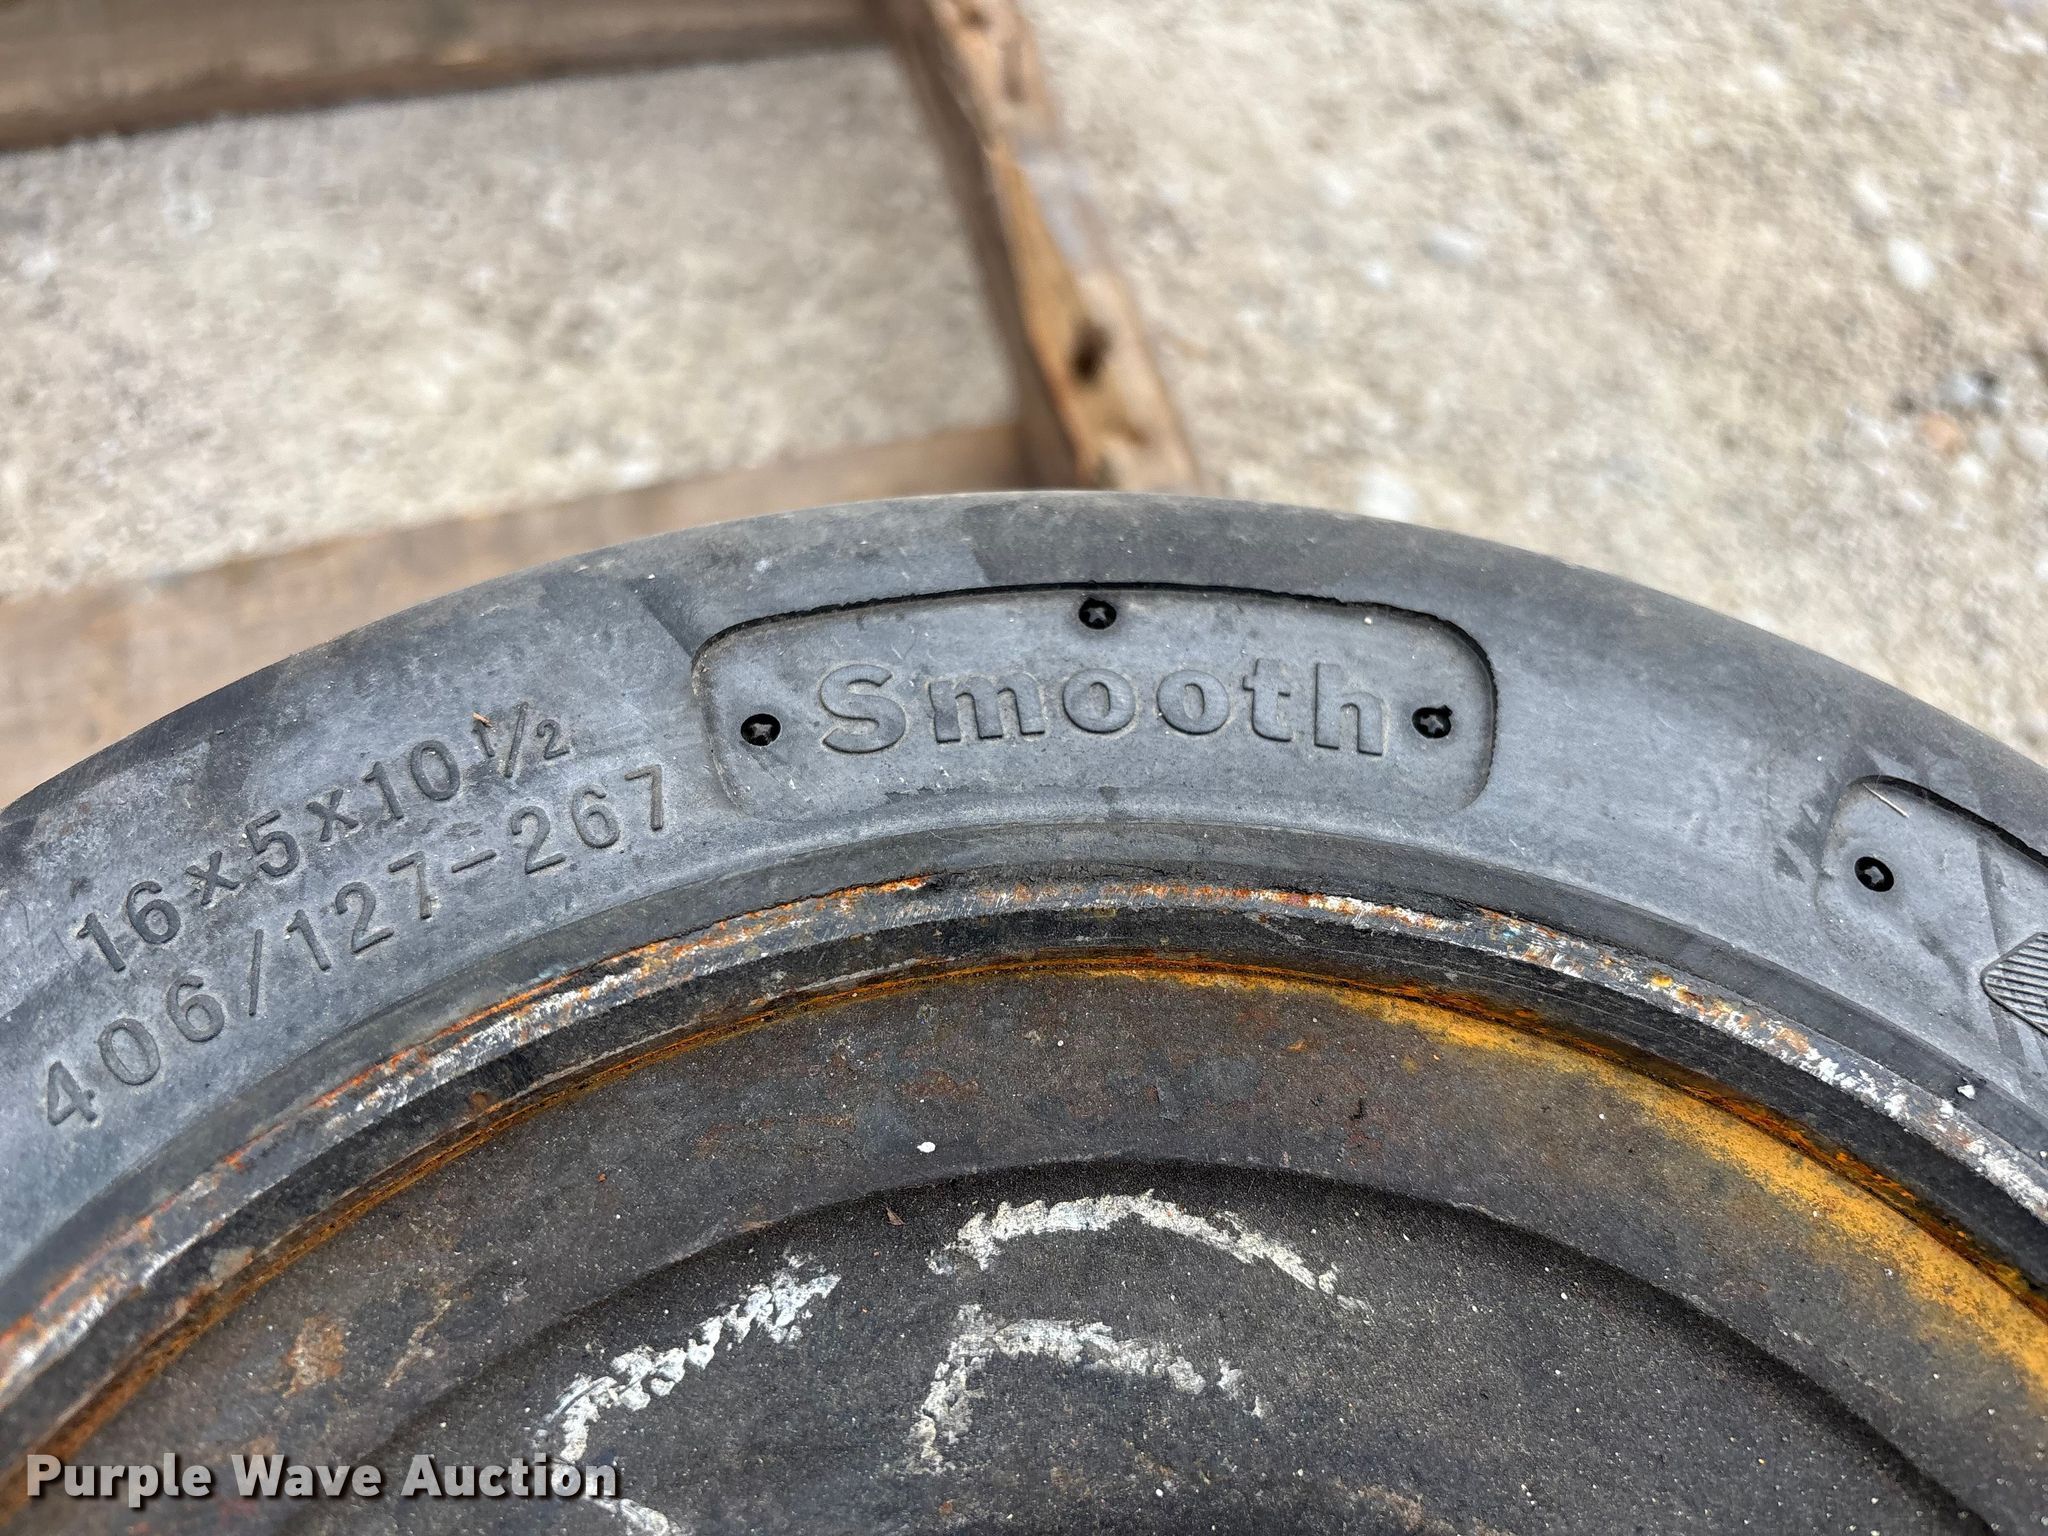 Smooth
16x5x10 1/2
406/127-267
Purple Wave Auction